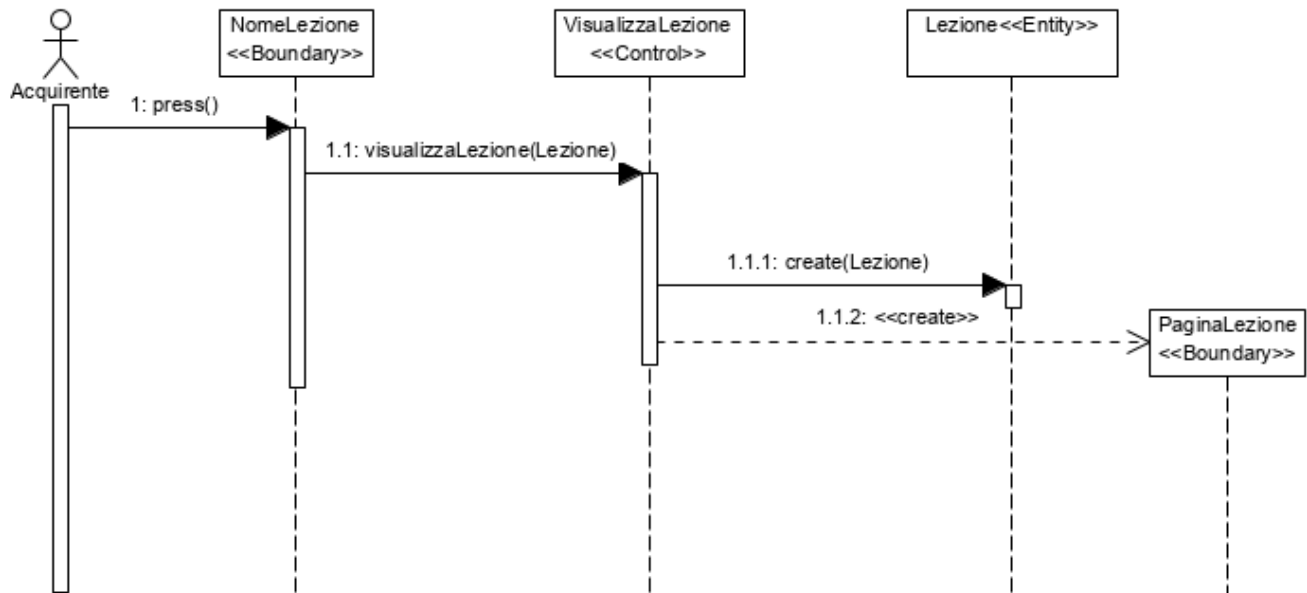 NomeLezione
<<Boundary>>
VisualizzaLezione
<<Control>>
Lezione<<Entity>>
Acquirente
1: press()
1.1: visualizzaLezione(Lezione)
1.1.1: create(Lezione)
1.1.2: <<create>>
PaginaLezione
<<Boundary>>